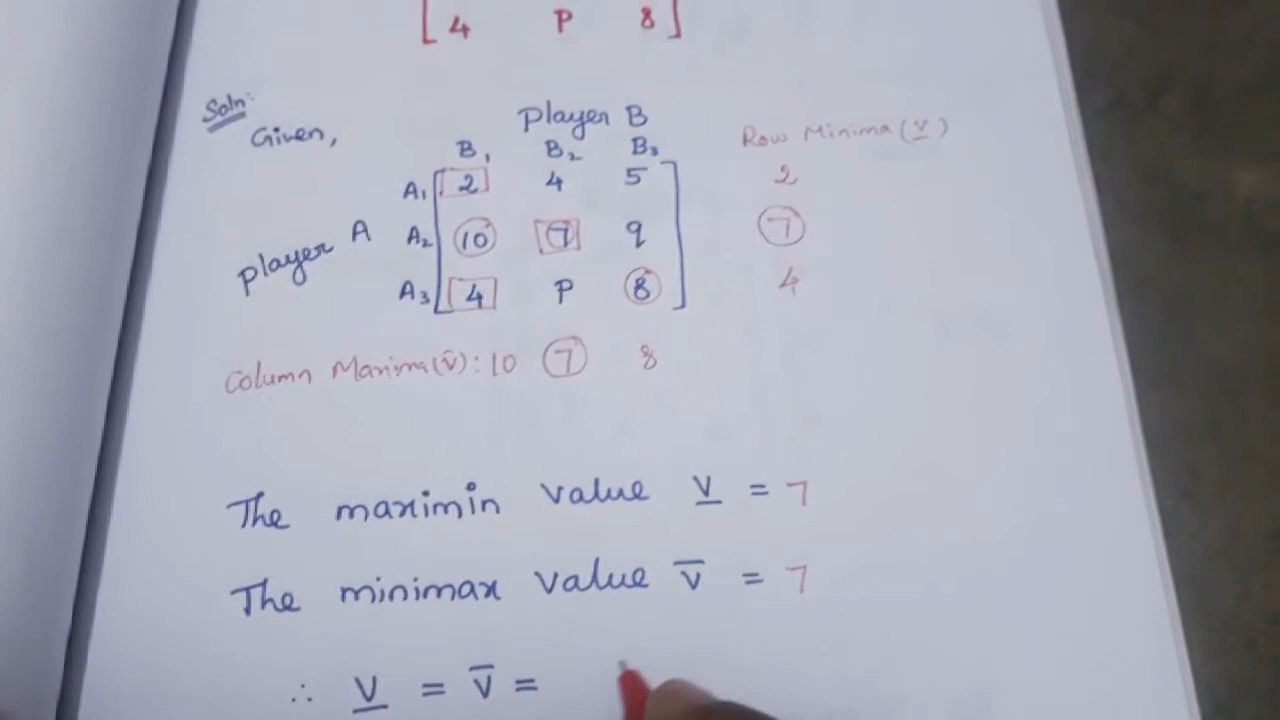 4 P 8
Soln:
Given,
Player B
Row Minima (v)
B1 B2 B3
A1 2 4 5 2
Player A A2 10 7 9 7
A3 4 P 8 4
Column Maxima (v̄): 10 7 8
The maximin value v = 7
The minimax value v̄ = 7
∴ v = v̄ =